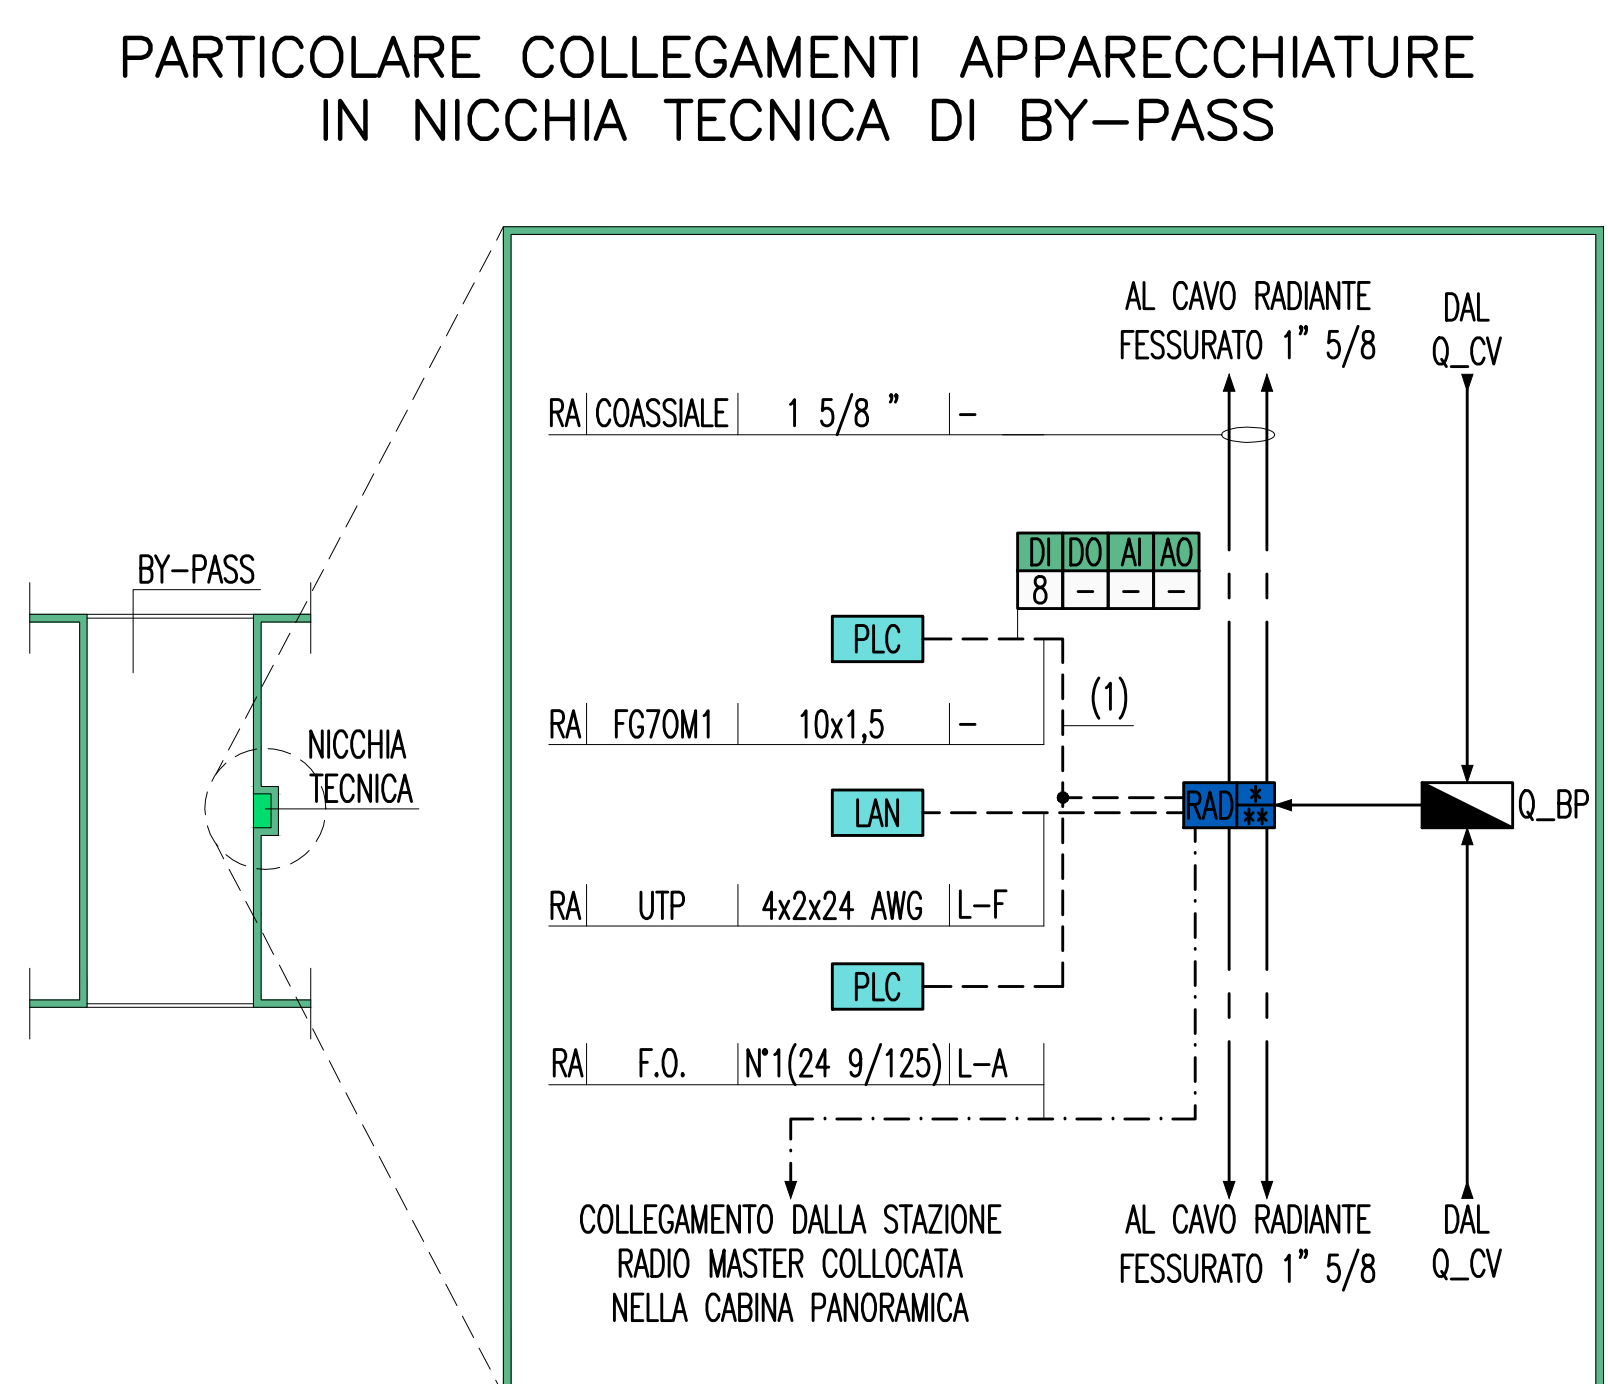 PARTICOLARE COLLEGAMENTI APPARECCHIATURE
IN NICCHIA TECNICA DI BY-PASS
AL CAVO RADIANTE
FESSURATO 1" 5/8
DAL
Q_CV
RA COASSIALE 1 5/8 " -
DI DO AI AO
8 - - -
BY-PASS
PLC
(1)
RA FG7OM1 10x1,5 -
NICCHIA
TECNICA
LAN
RAD *
**
Q_BP
RA UTP 4x2x24 AWG L-F
PLC
RA F.O. N°1(24 9/125) L-A
COLLEGAMENTO DALLA STAZIONE
RADIO MASTER COLLOCATA
NELLA CABINA PANORAMICA
AL CAVO RADIANTE
FESSURATO 1" 5/8
DAL
Q_CV